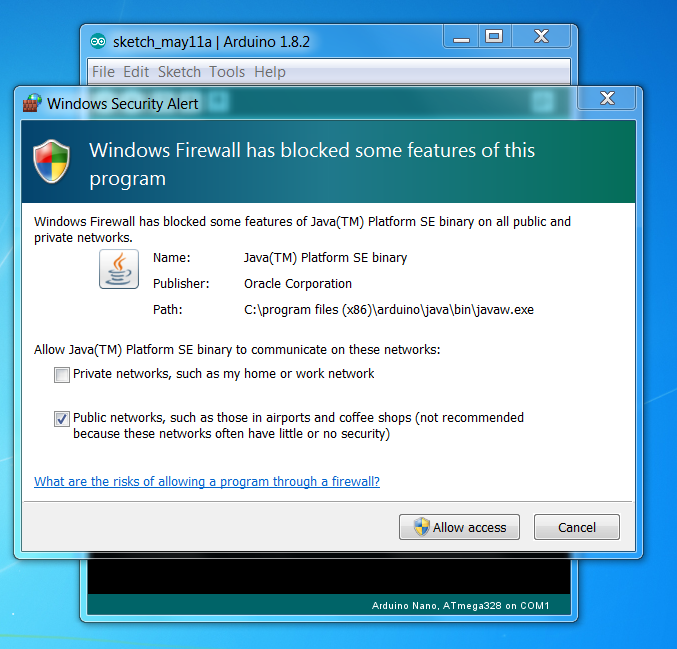 sketch_may11a | Arduino 1.8.2
File Edit Sketch Tools Help
Windows Security Alert
Windows Firewall has blocked some features of this
program
Windows Firewall has blocked some features of Java(TM) Platform SE binary on all public and
private networks.
Name: Java(TM) Platform SE binary
Publisher: Oracle Corporation
Path: C:\program files (x86)\arduino\java\bin\javaw.exe
Allow Java(TM) Platform SE binary to communicate on these networks:
Private networks, such as my home or work network
Public networks, such as those in airports and coffee shops (not recommended
because these networks often have little or no security)
What are the risks of allowing a program through a firewall?
Allow access Cancel
Arduino Nano, ATmega328 on COM1